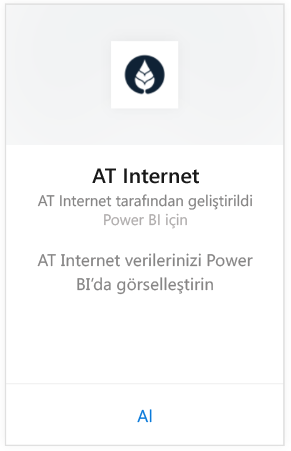 AT Internet
AT Internet tarafından geliştirildi
Power BI için
AT Internet verilerinizi Power
BI’da görselleştirin
Al